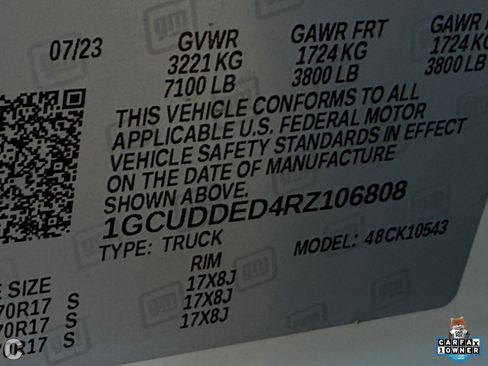 07/23 GVWR GAWR FRT GAWR
3221 KG 1724 KG 1724 KG
7100 LB 3800 LB 3800 LB
THIS VEHICLE CONFORMS TO ALL
APPLICABLE U.S. FEDERAL MOTOR
VEHICLE SAFETY STANDARDS IN EFFECT
ON THE DATE OF MANUFACTURE
SHOWN ABOVE.
1GCUDDED4RZ106808
TYPE: TRUCK MODEL: 48CK10543
E SIZE RIM
70R17 S 17X8J
70R17 S 17X8J
R17 S 17X8J
gm
CARFAX
1 OWNER